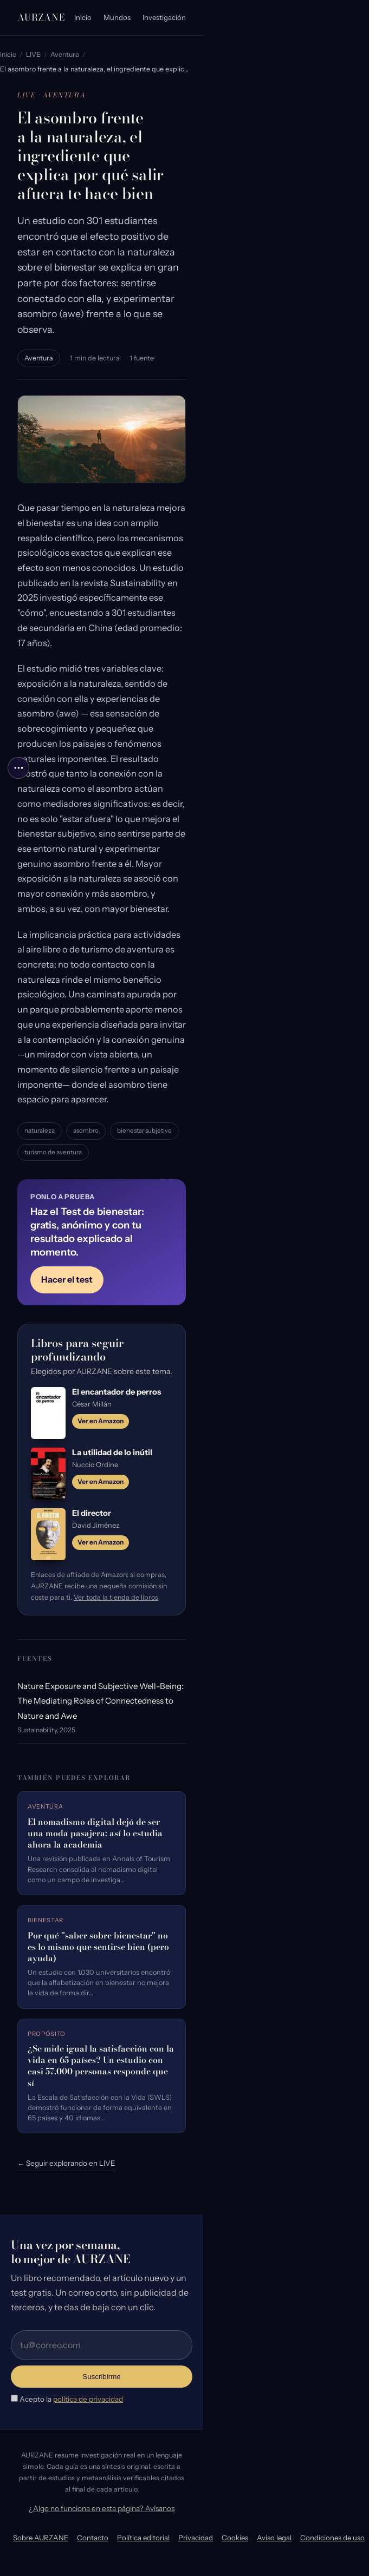 AURZANE Inicio Mundos Investigación
Inicio / LIVE / Aventura /
El asombro frente a la naturaleza, el ingrediente que explic...
LIVE · AVENTURA
El asombro frente
a la naturaleza, el
ingrediente que
explica por qué salir
afuera te hace bien
Un estudio con 301 estudiantes
encontró que el efecto positivo de
estar en contacto con la naturaleza
sobre el bienestar se explica en gran
parte por dos factores: sentirse
conectado con ella, y experimentar
asombro (awe) frente a lo que se
observa.
Aventura 1 min de lectura 1 fuente
Que pasar tiempo en la naturaleza mejora
el bienestar es una idea con amplio
respaldo científico, pero los mecanismos
psicológicos exactos que explican ese
efecto son menos conocidos. Un estudio
publicado en la revista Sustainability en
2025 investigó específicamente ese
"cómo", encuestando a 301 estudiantes
de secundaria en China (edad promedio:
17 años).
El estudio midió tres variables clave:
exposición a la naturaleza, sentido de
conexión con ella y experiencias de
asombro (awe) — esa sensación de
sobrecogimiento y pequeñez que
producen los paisajes o fenómenos
naturales imponentes. El resultado
mostró que tanto la conexión con la
naturaleza como el asombro actúan
como mediadores significativos: es decir,
no es solo "estar afuera" lo que mejora el
bienestar subjetivo, sino sentirse parte de
ese entorno natural y experimentar
genuino asombro frente a él. Mayor
exposición a la naturaleza se asoció con
mayor conexión y más asombro, y
ambos, a su vez, con mayor bienestar.
La implicancia práctica para actividades
al aire libre o de turismo de aventura es
concreta: no todo contacto con la
naturaleza rinde el mismo beneficio
psicológico. Una caminata apurada por
un parque probablemente aporte menos
que una experiencia diseñada para invitar
a la contemplación y la conexión genuina
—un mirador con vista abierta, un
momento de silencio frente a un paisaje
imponente— donde el asombro tiene
espacio para aparecer.
naturaleza asombro bienestar subjetivo
turismo de aventura
PONLO A PRUEBA
Haz el Test de bienestar:
gratis, anónimo y con tu
resultado explicado al
momento.
Hacer el test
Libros para seguir
profundizando
Elegidos por AURZANE sobre este tema.
El
encantador
de perros
El encantador de perros
César Millán
Ver en Amazon
La utilidad de lo inútil
Nuccio Ordine
Ver en Amazon
EL DIRECTOR
El director
David Jiménez
Ver en Amazon
Enlaces de afiliado de Amazon: si compras,
AURZANE recibe una pequeña comisión sin
coste para ti. Ver toda la tienda de libros
FUENTES
Nature Exposure and Subjective Well-Being:
The Mediating Roles of Connectedness to
Nature and Awe
Sustainability, 2025
TAMBIÉN PUEDES EXPLORAR
AVENTURA
El nomadismo digital dejó de ser
una moda pasajera: así lo estudia
ahora la academia
Una revisión publicada en Annals of Tourism
Research consolida al nomadismo digital
como un campo de investiga...
BIENESTAR
Por qué "saber sobre bienestar" no
es lo mismo que sentirse bien (pero
ayuda)
Un estudio con 1.030 universitarios encontró
que la alfabetización en bienestar no mejora
la vida de forma dir...
PROPÓSITO
¿Se mide igual la satisfacción con la
vida en 65 países? Un estudio con
casi 57.000 personas responde que
sí
La Escala de Satisfacción con la Vida (SWLS)
demostró funcionar de forma equivalente en
65 países y 40 idiomas...
← Seguir explorando en LIVE
Una vez por semana,
lo mejor de AURZANE
Un libro recomendado, el artículo nuevo y un
test gratis. Un correo corto, sin publicidad de
terceros, y te das de baja con un clic.
tu@correo.com
Suscribirme
Acepto la política de privacidad
AURZANE resume investigación real en un lenguaje
simple. Cada guía es una síntesis original, escrita a
partir de estudios y metaanálisis verificables citados
al final de cada artículo.
¿Algo no funciona en esta página? Avísanos
Sobre AURZANE Contacto Política editorial Privacidad Cookies Aviso legal Condiciones de uso